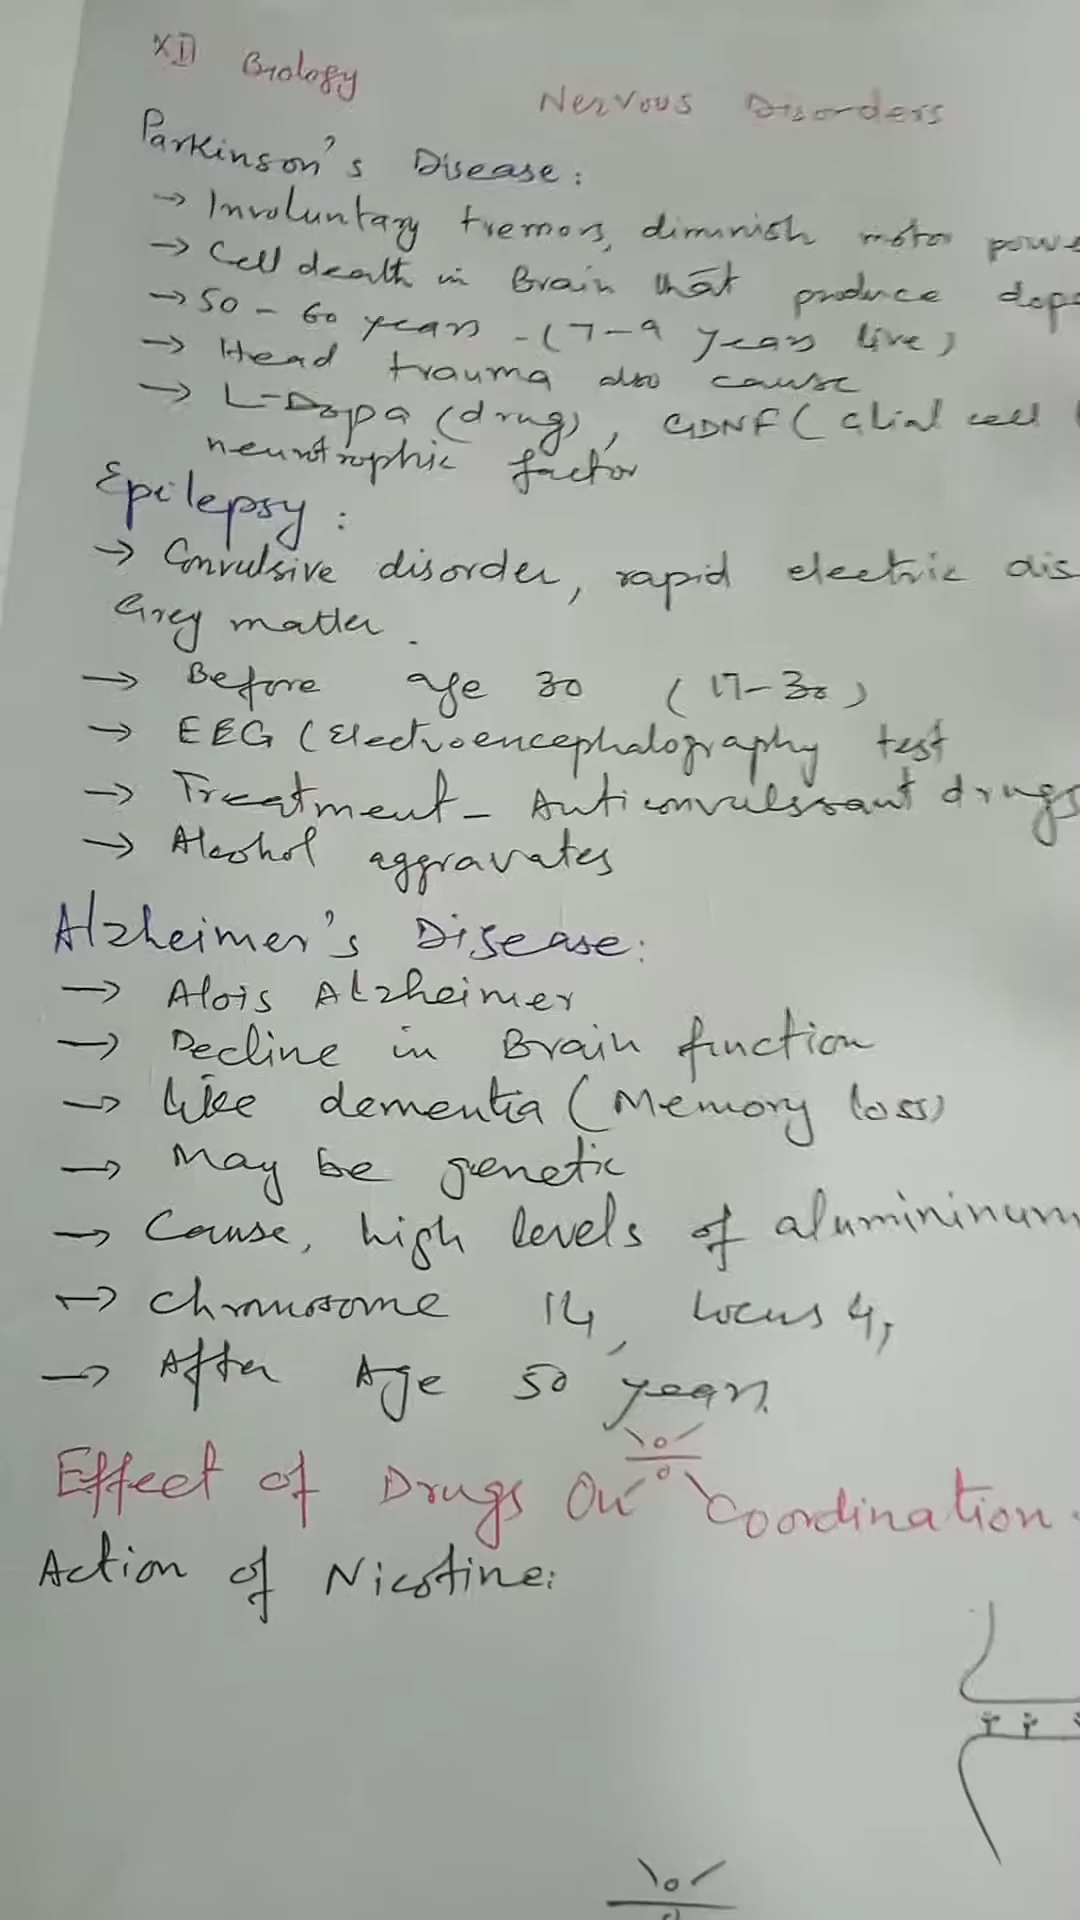 XII Biology
Nervous Disorders
Parkinson's Disease:
→ Involuntary tremors, diminish motor powe
→ Cell death in Brain that produce dopa
→ 50 - 60 years - (7-9 years live)
→ Head trauma also cause
→ L-Dopa (drug), GDNF (Glial cell
neurotrophic factor
Epilepsy:
→ Convulsive disorder, rapid electric dis
Grey matter.
→ Before age 30 (17-30)
→ EEG (Electroencephalography test
→ Treatment - Anticonvulssant drugs
→ Alcohol aggravates
Alzheimer's Disease:
→ Alois Alzheimer
→ Decline in Brain function
→ like dementia (Memory loss)
→ May be genetic
→ Cause, high levels of alumininum
→ Chromosome 14, locus 4,
→ After Age 50 years.
Effect of Drugs On Coordination.
Action of Nicotine: